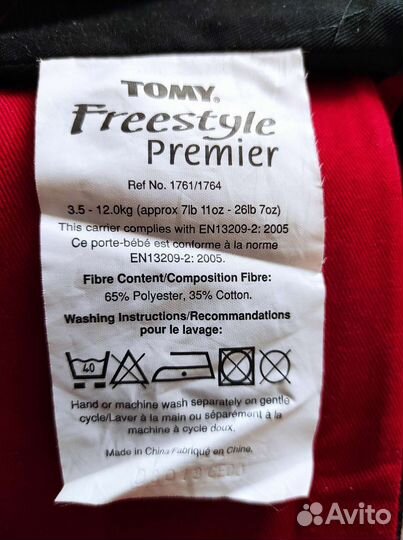 TOMY®
Freestyle
Premier
Ref No. 1761/1764
3.5 - 12.0kg (approx 7lb 11oz - 26lb 7oz)
This carrier complies with EN13209-2: 2005
Ce porte-bébé est conforme à la norme
EN13209-2: 2005.
Fibre Content/Composition Fibre:
65% Polyester, 35% Cotton.
Washing Instructions/Recommandations
pour le lavage:
40
Hand or machine wash separately on gentle
cycle/Laver à la main ou séparément à la
machine à cycle doux.
Made in China/Fabriqué en Chine.
Avito